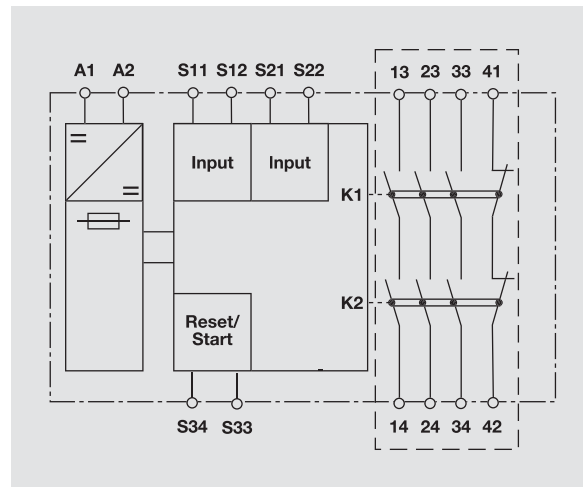 A1 A2 S11 S12 S21 S22 13 23 33 41
Input Input
K1
K2
Reset/
Start
S34 S33 14 24 34 42